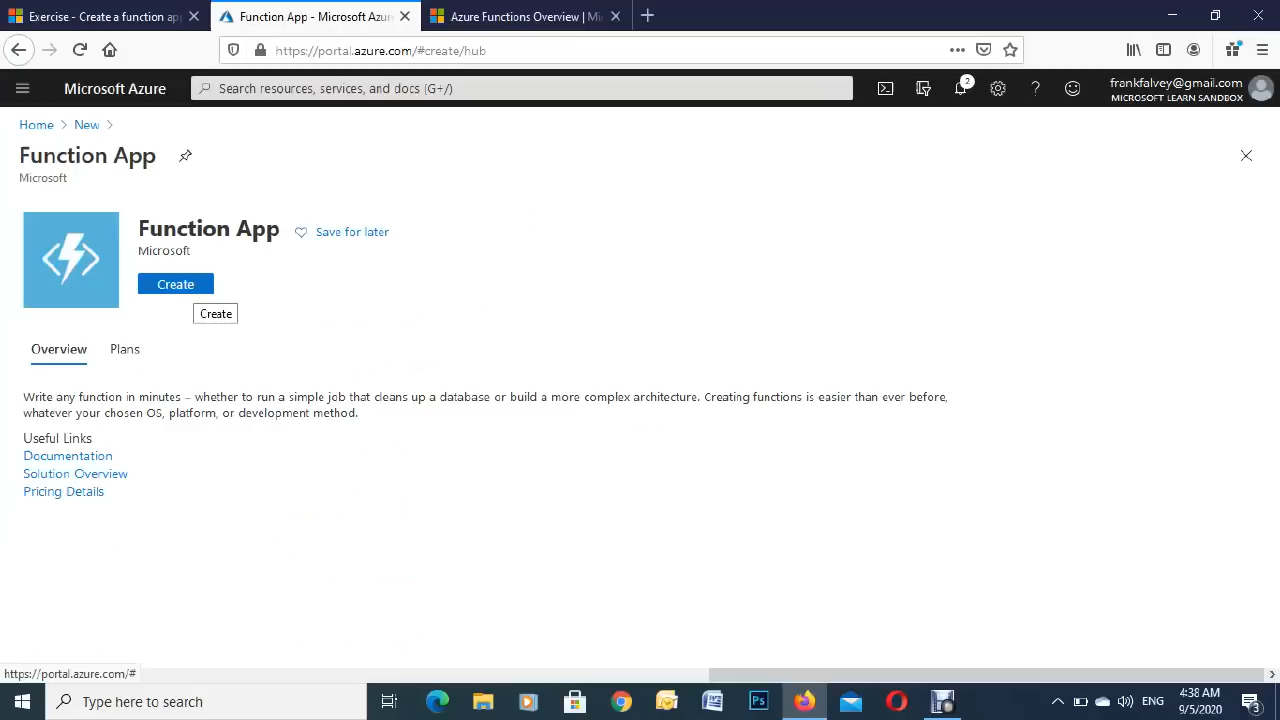 Exercise - Create a function app
Function App - Microsoft Azure
Azure Functions Overview | Mi
https://portal.azure.com/#create/hub
Microsoft Azure
Search resources, services, and docs (G+/)
2
frankfalvey@gmail.com
MICROSOFT LEARN SANDBOX
Home > New >
Function App
Microsoft
Function App
Save for later
Microsoft
Create
Create
Overview
Plans
Write any function in minutes – whether to run a simple job that cleans up a database or build a more complex architecture. Creating functions is easier than ever before,
whatever your chosen OS, platform, or development method.
Useful Links
Documentation
Solution Overview
Pricing Details
https://portal.azure.com/#
Type here to search
ENG
4:38 AM
9/5/2020
3